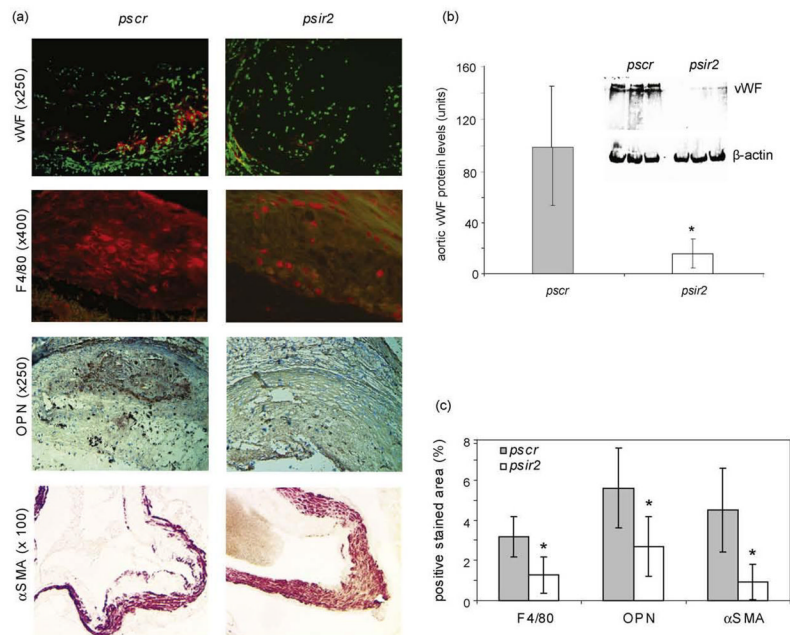 (a)
pscr psir2
vWF (x250)
F4/80 (x400)
OPN (x250)
αSMA (x 100)
(b)
aortic vWF protein levels (units)
160
120
80
40
0
pscr psir2
vWF
β-actin
*
pscr psir2
(c)
positive stained area (%)
8
6
4
2
0
pscr
psir2
* * *
F4/80 OPN αSMA